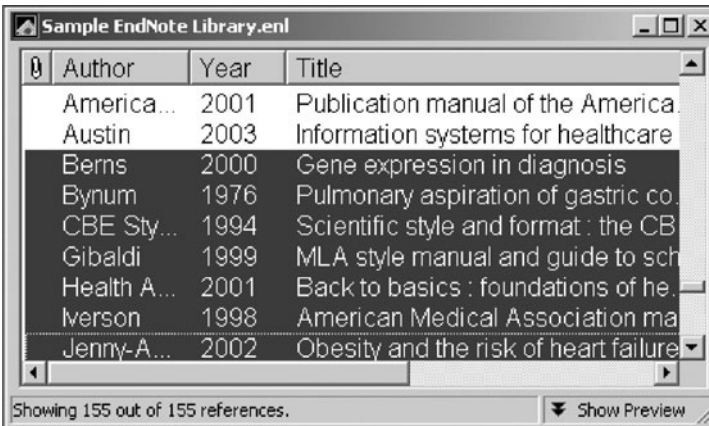 Sample EndNote Library.enl
Author Year Title
America... 2001 Publication manual of the America.
Austin 2003 Information systems for healthcare
Berns 2000 Gene expression in diagnosis
Bynum 1976 Pulmonary aspiration of gastric co.
CBE Sty... 1994 Scientific style and format : the CB
Gibaldi 1999 MLA style manual and guide to sch
Health A... 2001 Back to basics : foundations of he.
Iverson 1998 American Medical Association ma
Jenny-A... 2002 Obesity and the risk of heart failure
Showing 155 out of 155 references. Show Preview